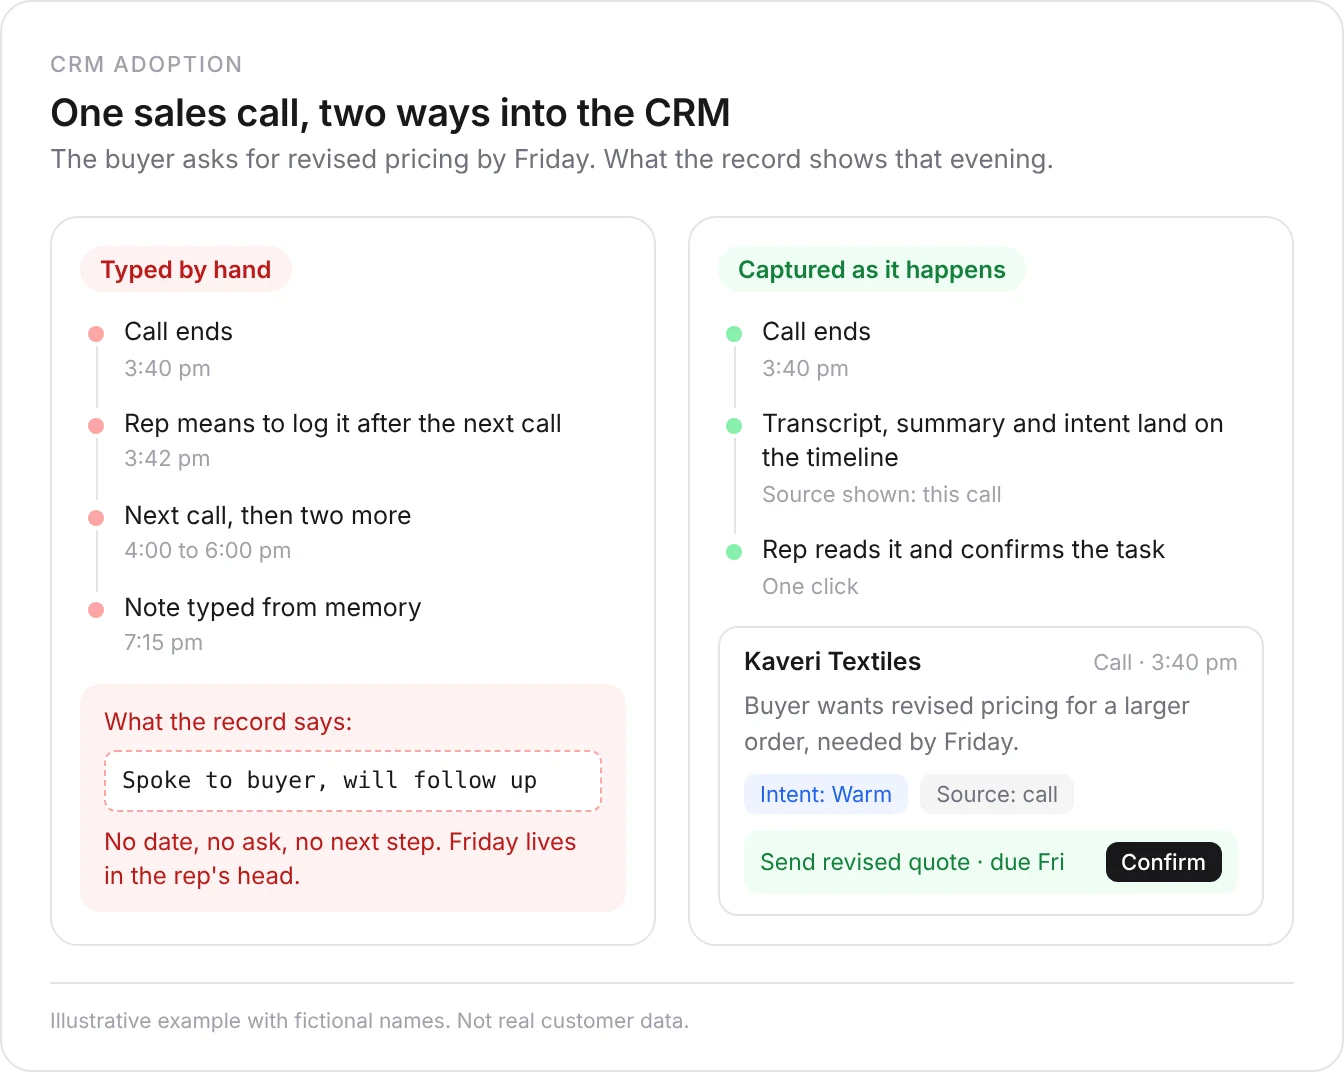 CRM ADOPTION
One sales call, two ways into the CRM
The buyer asks for revised pricing by Friday. What the record shows that evening.
Typed by hand
Call ends
3:40 pm
Rep means to log it after the next call
3:42 pm
Next call, then two more
4:00 to 6:00 pm
Note typed from memory
7:15 pm
What the record says:
Spoke to buyer, will follow up
No date, no ask, no next step. Friday lives
in the rep's head.
Captured as it happens
Call ends
3:40 pm
Transcript, summary and intent land on
the timeline
Source shown: this call
Rep reads it and confirms the task
One click
Kaveri Textiles
Call · 3:40 pm
Buyer wants revised pricing for a larger
order, needed by Friday.
Intent: Warm
Source: call
Send revised quote · due Fri
Confirm
Illustrative example with fictional names. Not real customer data.